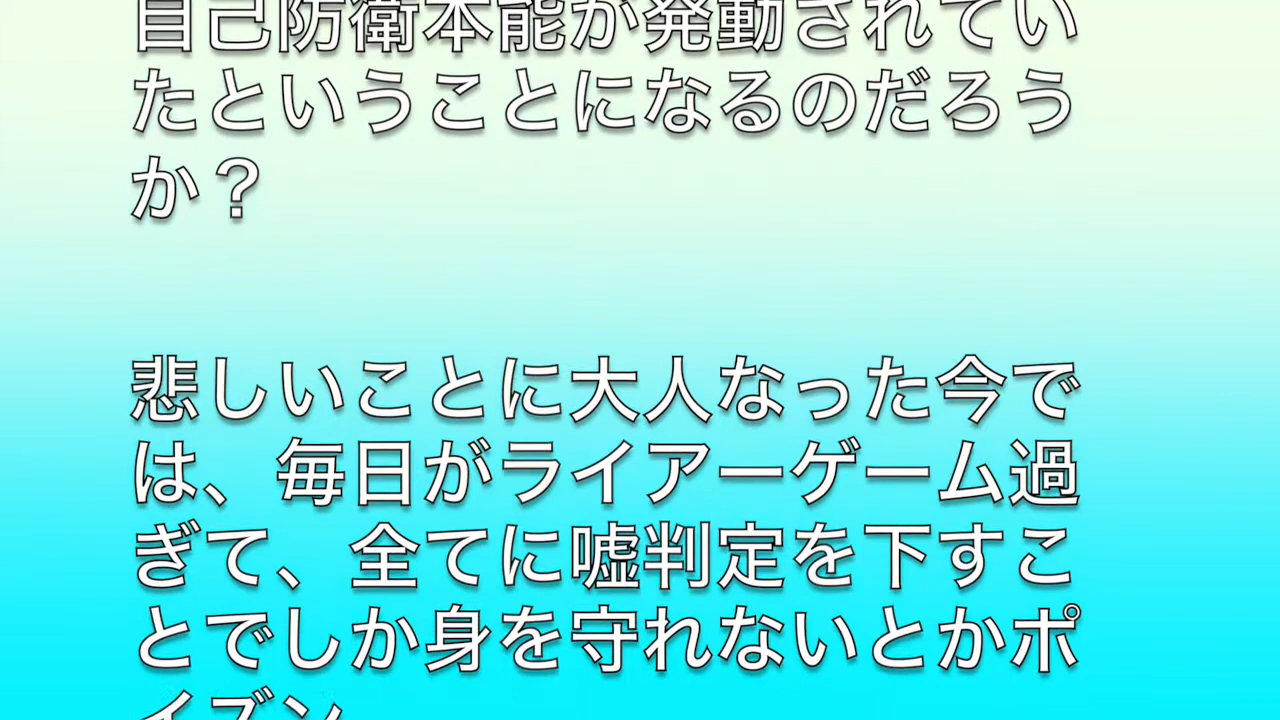 自己防衛本能が発動されてい
たということになるのだろう
か？
悲しいことに大人なった今で
は、毎日がライアーゲーム過
ぎて、全てに嘘判定を下すこ
とでしか身を守れないとかポ
イズン